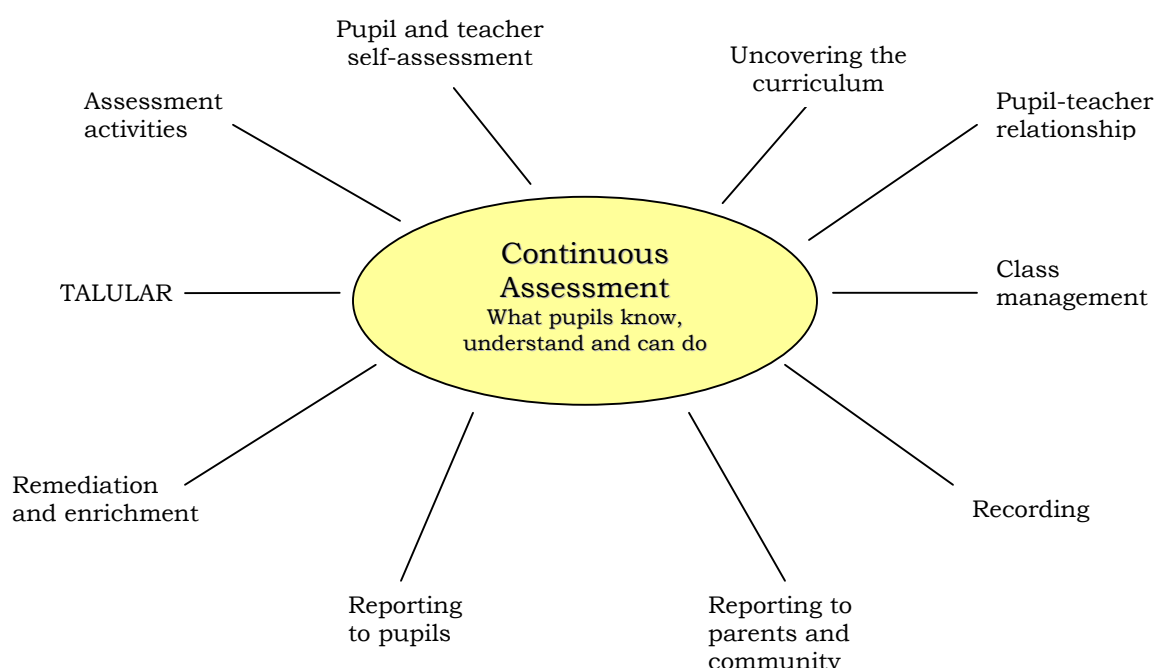 Pupil and teacher
self-assessment
Uncovering the
curriculum
Assessment
activities
Pupil-teacher
relationship
Continuous
Assessment
What pupils know,
understand and can do
TALULAR
Class
management
Remediation
and enrichment
Recording
Reporting
to pupils
Reporting to
parents and
community